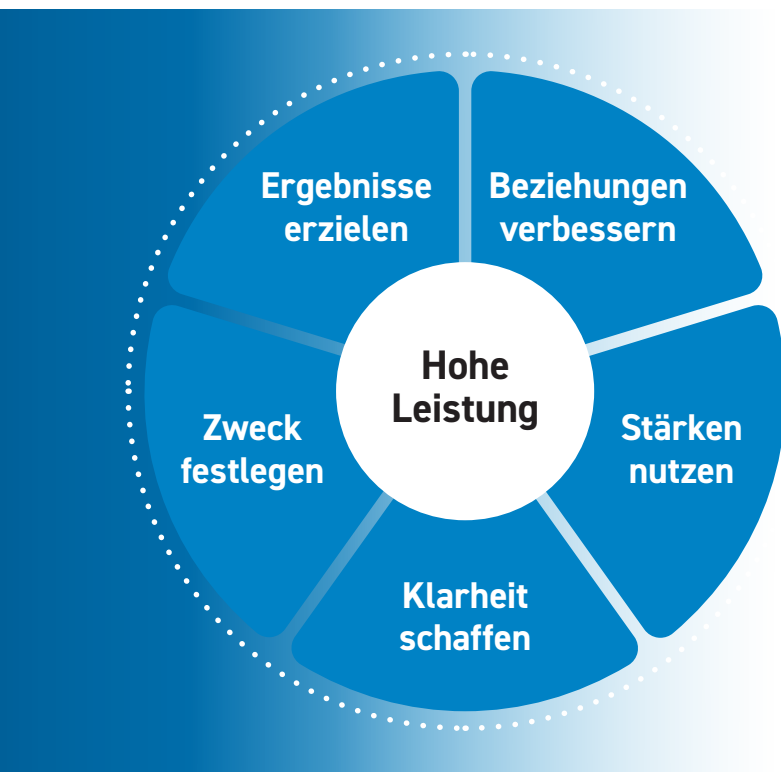 Ergebnisse
erzielen
Beziehungen
verbessern
Hohe
Leistung
Zweck
festlegen
Stärken
nutzen
Klarheit
schaffen